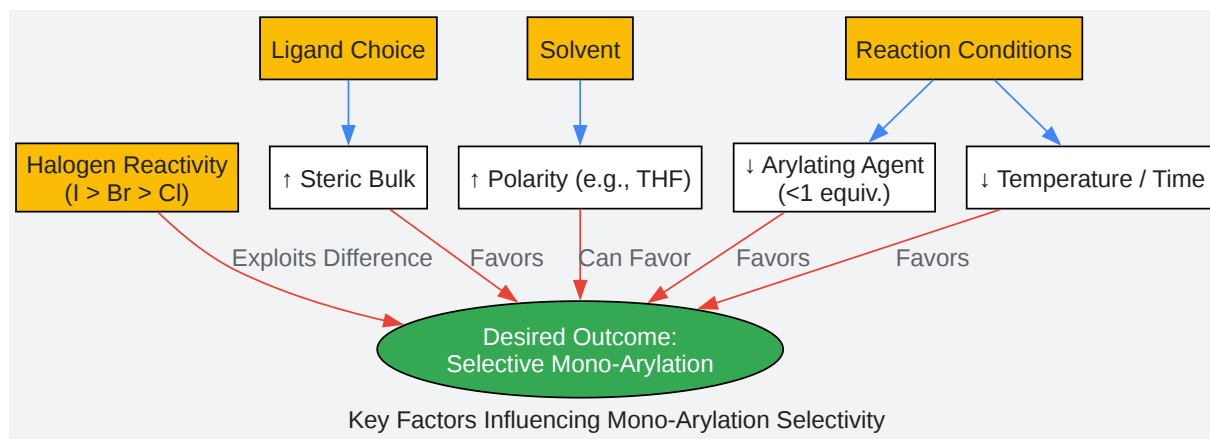 Ligand Choice
Solvent
Reaction Conditions
Halogen Reactivity
(I > Br > Cl)
↑ Steric Bulk
↑ Polarity (e.g., THF)
↓ Arylating Agent
(<1 equiv.)
↓ Temperature / Time
Exploits Difference
Favors
Can Favor
Favors
Favors
Desired Outcome:
Selective Mono-Arylation
Key Factors Influencing Mono-Arylation Selectivity